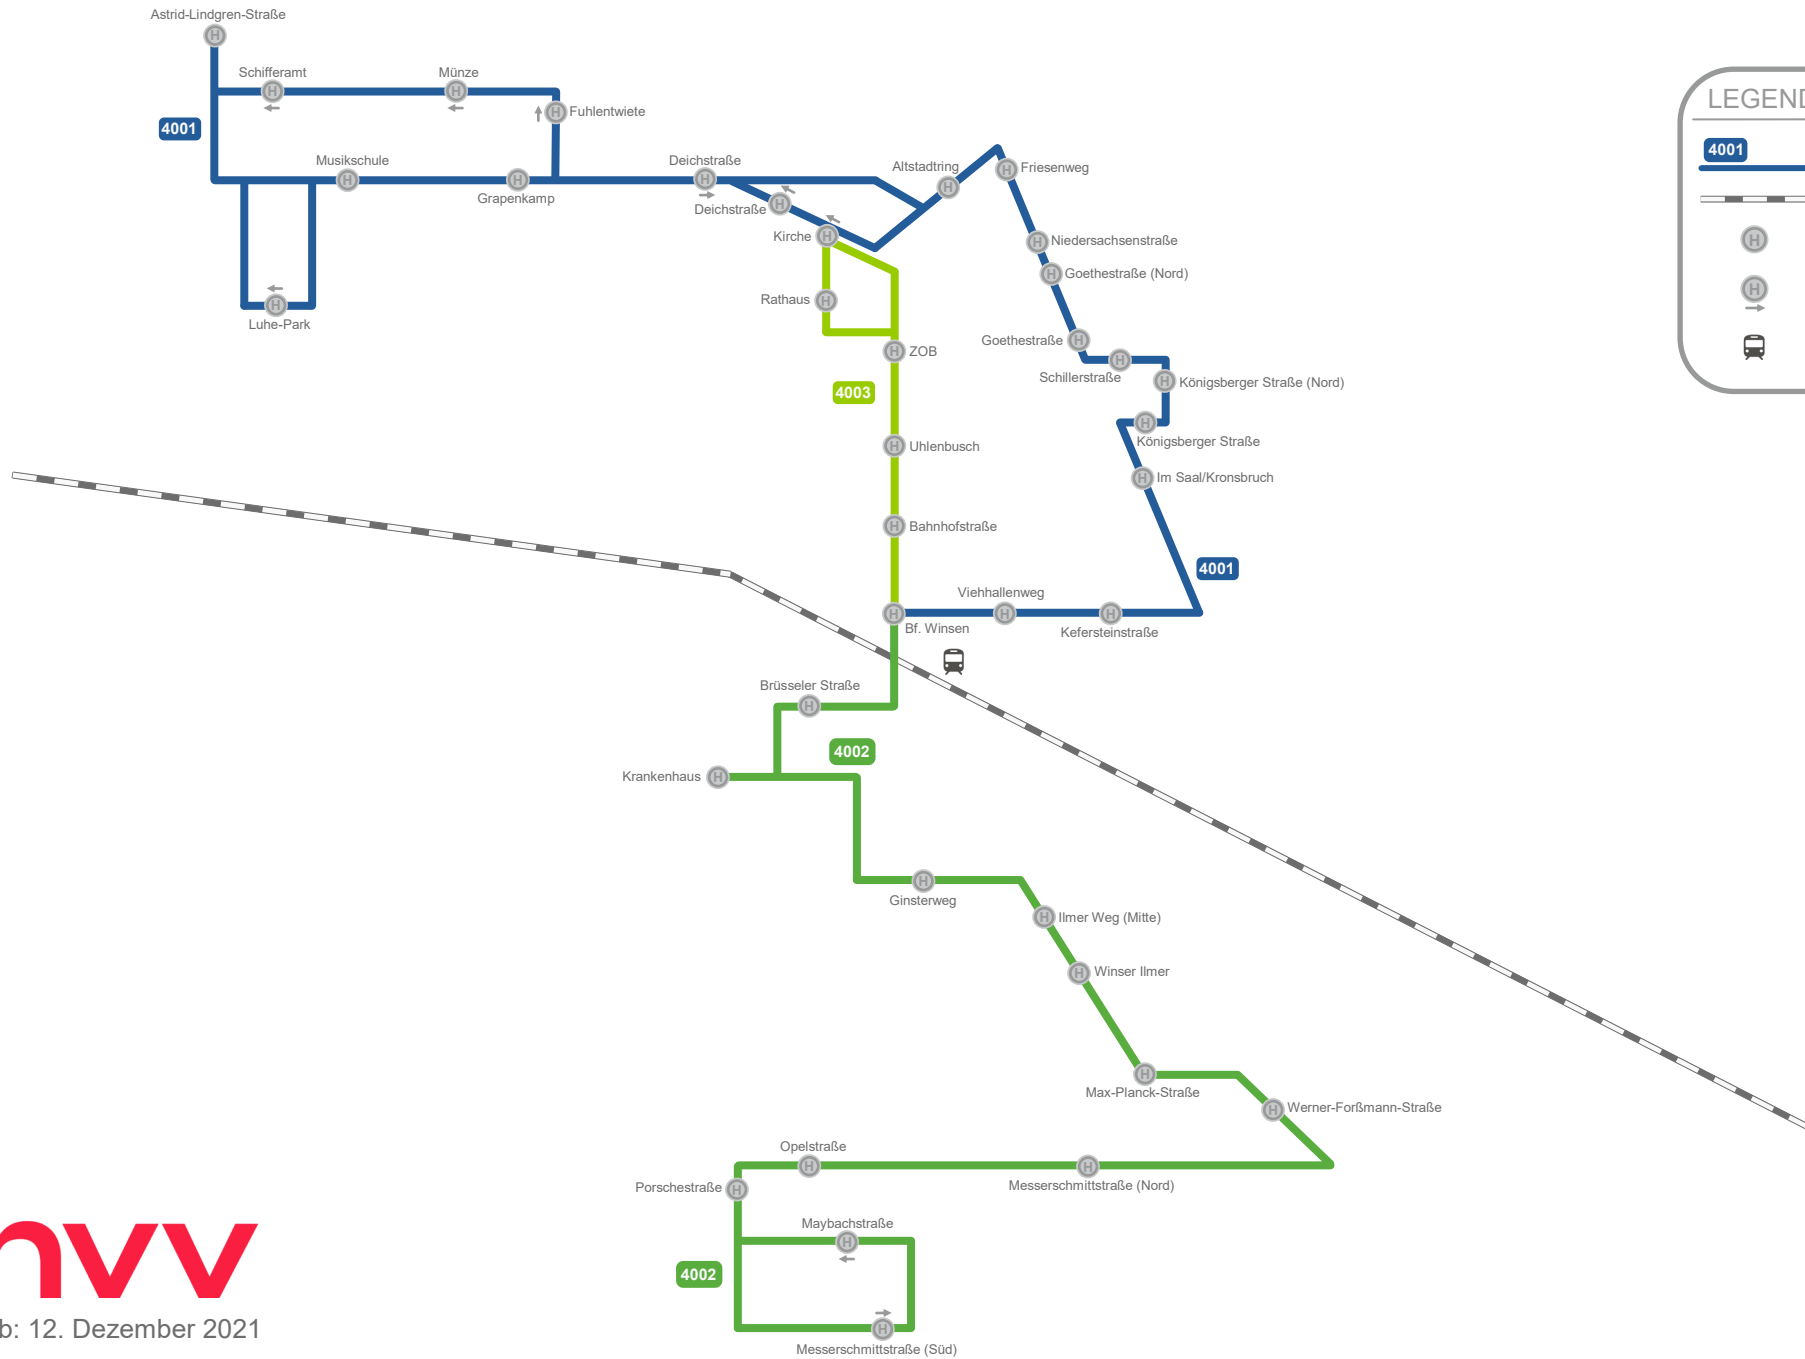 Astrid-Lindgren-Straße
Schifferamt
Münze
Fuhlentwiete
4001
LEGEND
4001
Musikschule
Grapenkamp
Deichstraße
Altstadtring
Friesenweg
Deichstraße
Kirche
Niedersachsenstraße
Goethestraße (Nord)
Rathaus
Luhe-Park
Goethestraße
ZOB
Schillerstraße
Königsberger Straße (Nord)
4003
Königsberger Straße
Uhlenbusch
Im Saal/Kronsbruch
Bahnhofstraße
4001
Viehhallenweg
Bf. Winsen
Kefersteinstraße
Brüsseler Straße
4002
Krankenhaus
Ginsterweg
Ilmer Weg (Mitte)
Winser Ilmer
Max-Planck-Straße
Werner-Forßmann-Straße
Opelstraße
Porschestraße
Messerschmittstraße (Nord)
Maybachstraße
4002
Messerschmittstraße (Süd)
hvv
b: 12. Dezember 2021